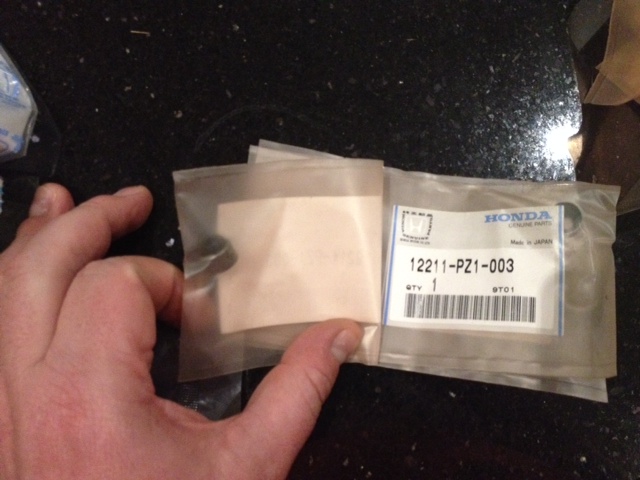 HONDA
GENUINE PARTS
Made in JAPAN
12211-PZ1-003
QTY 1 9T01